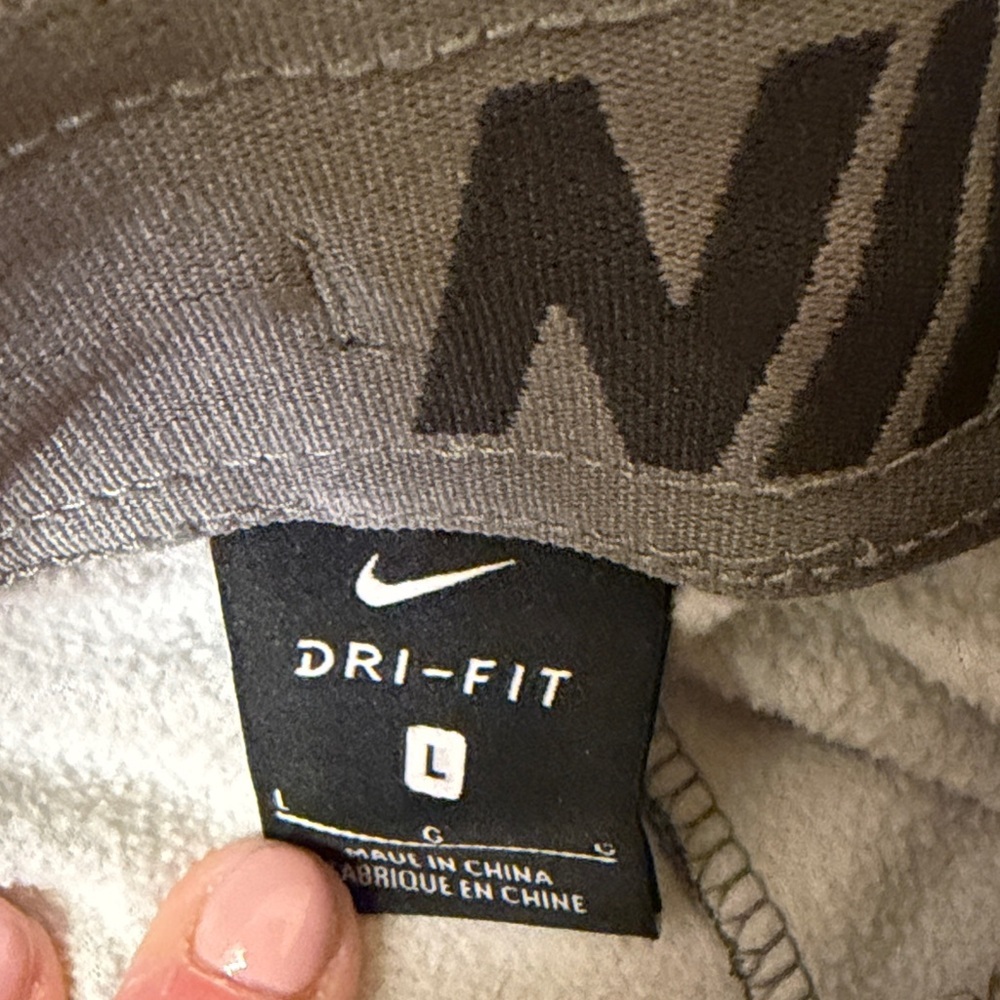 NI
DRI-FIT
L
L G G
MADE IN CHINA
FABRIQUE EN CHINE